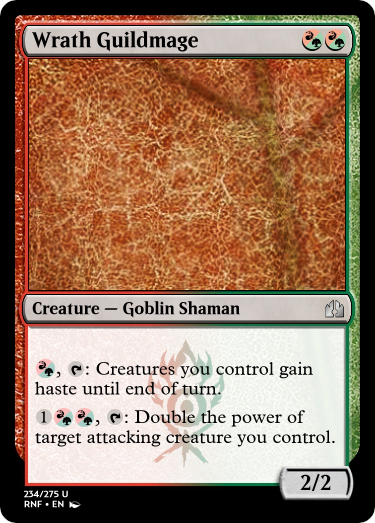 Wrath Guildmage
Creature — Goblin Shaman
, : Creatures you control gain
haste until end of turn.
1 , : Double the power of
target attacking creature you control.
2/2
234/275 U
RNF • EN